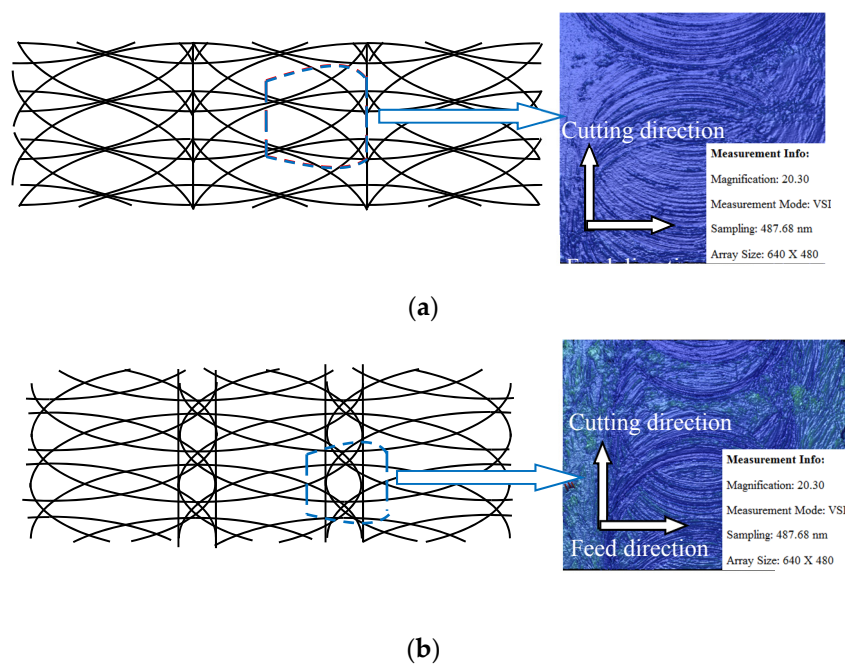 Cutting direction
Measurement Info:
Magnification: 20.30
Measurement Mode: VSI
Sampling: 487.68 nm
Array Size: 640 X 480
Feed direction
(a)
Cutting direction
Measurement Info:
Magnification: 20.30
Measurement Mode: VSI
Feed direction
Sampling: 487.68 nm
Array Size: 640 X 480
(b)